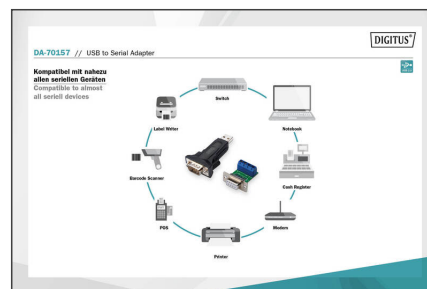 DIGITUS®
DA-70157 // USB to Serial Adapter
Kompatibel mit nahezu
allen seriellen Geräten
Compatible to almost
all seriell devices
Switch
Label Writer
Notebook
Barcode Scanner
Cash Register
POS
Modem
Printer